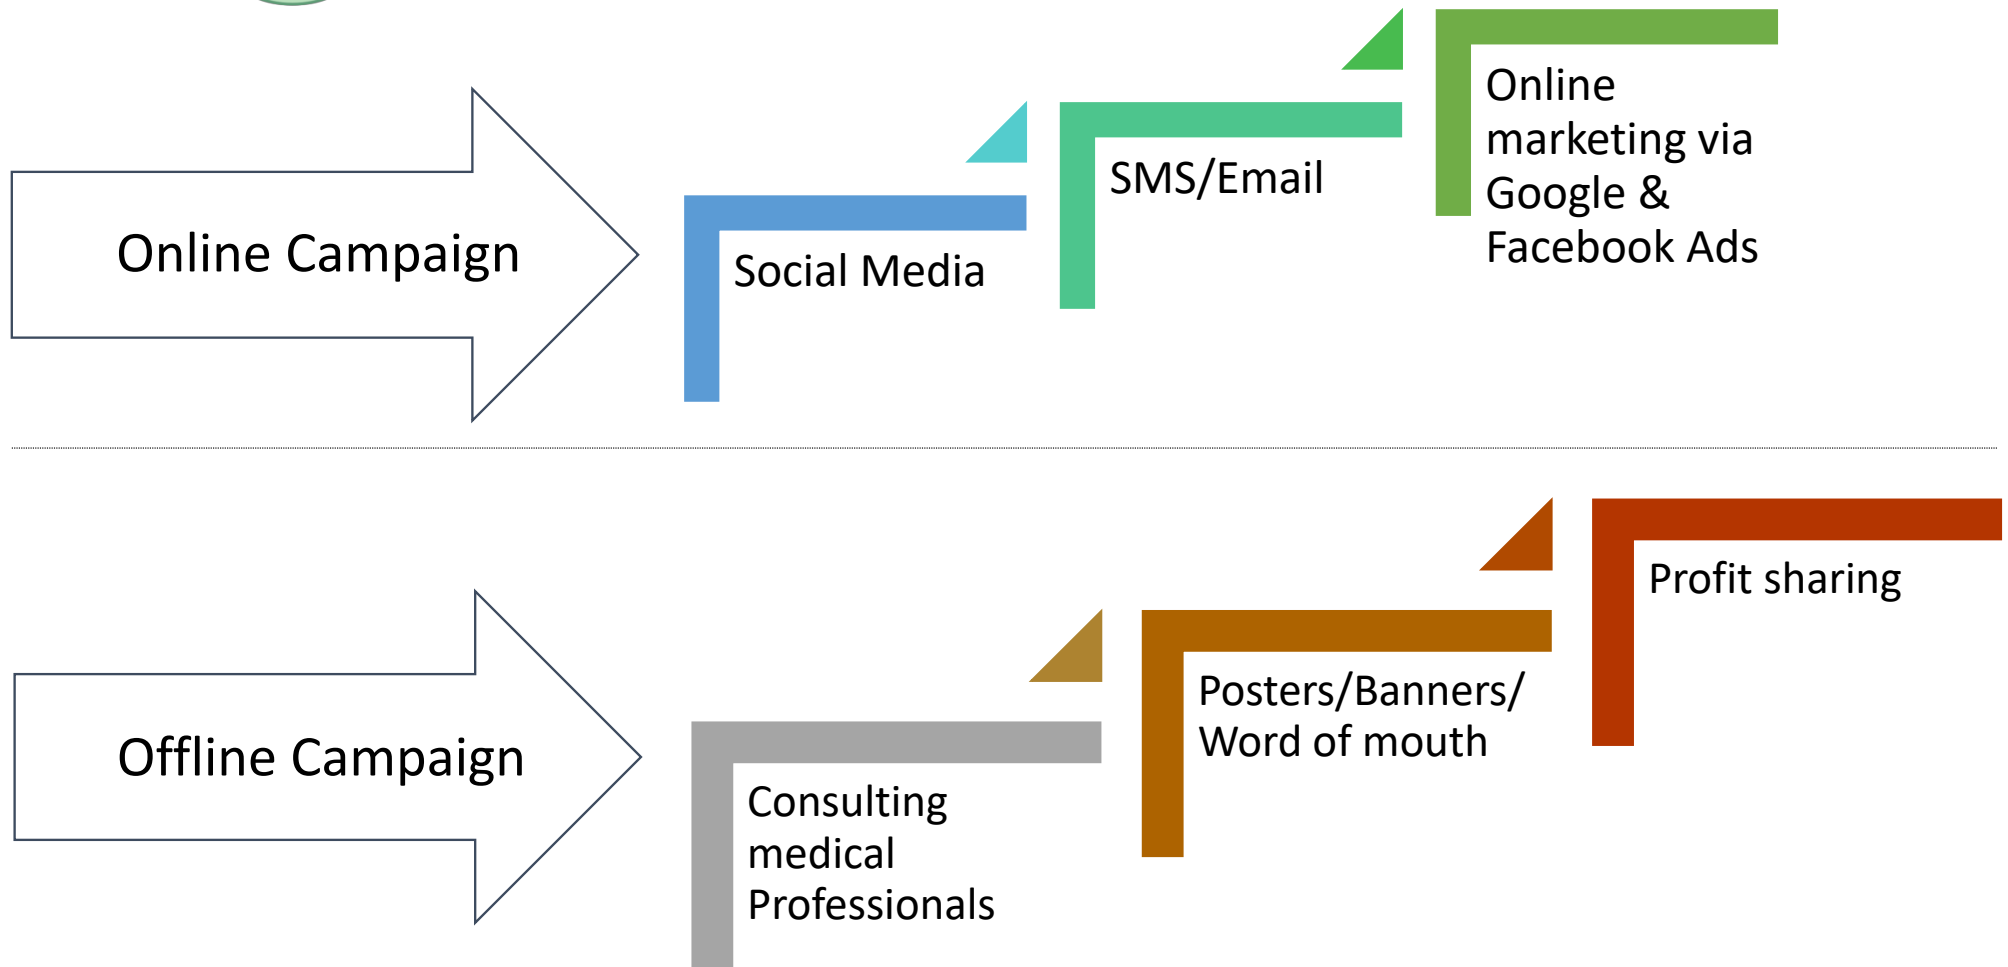 Online Campaign
Social Media
SMS/Email
Online
marketing via
Google &
Facebook Ads
Offline Campaign
Consulting
medical
Professionals
Posters/Banners/
Word of mouth
Profit sharing